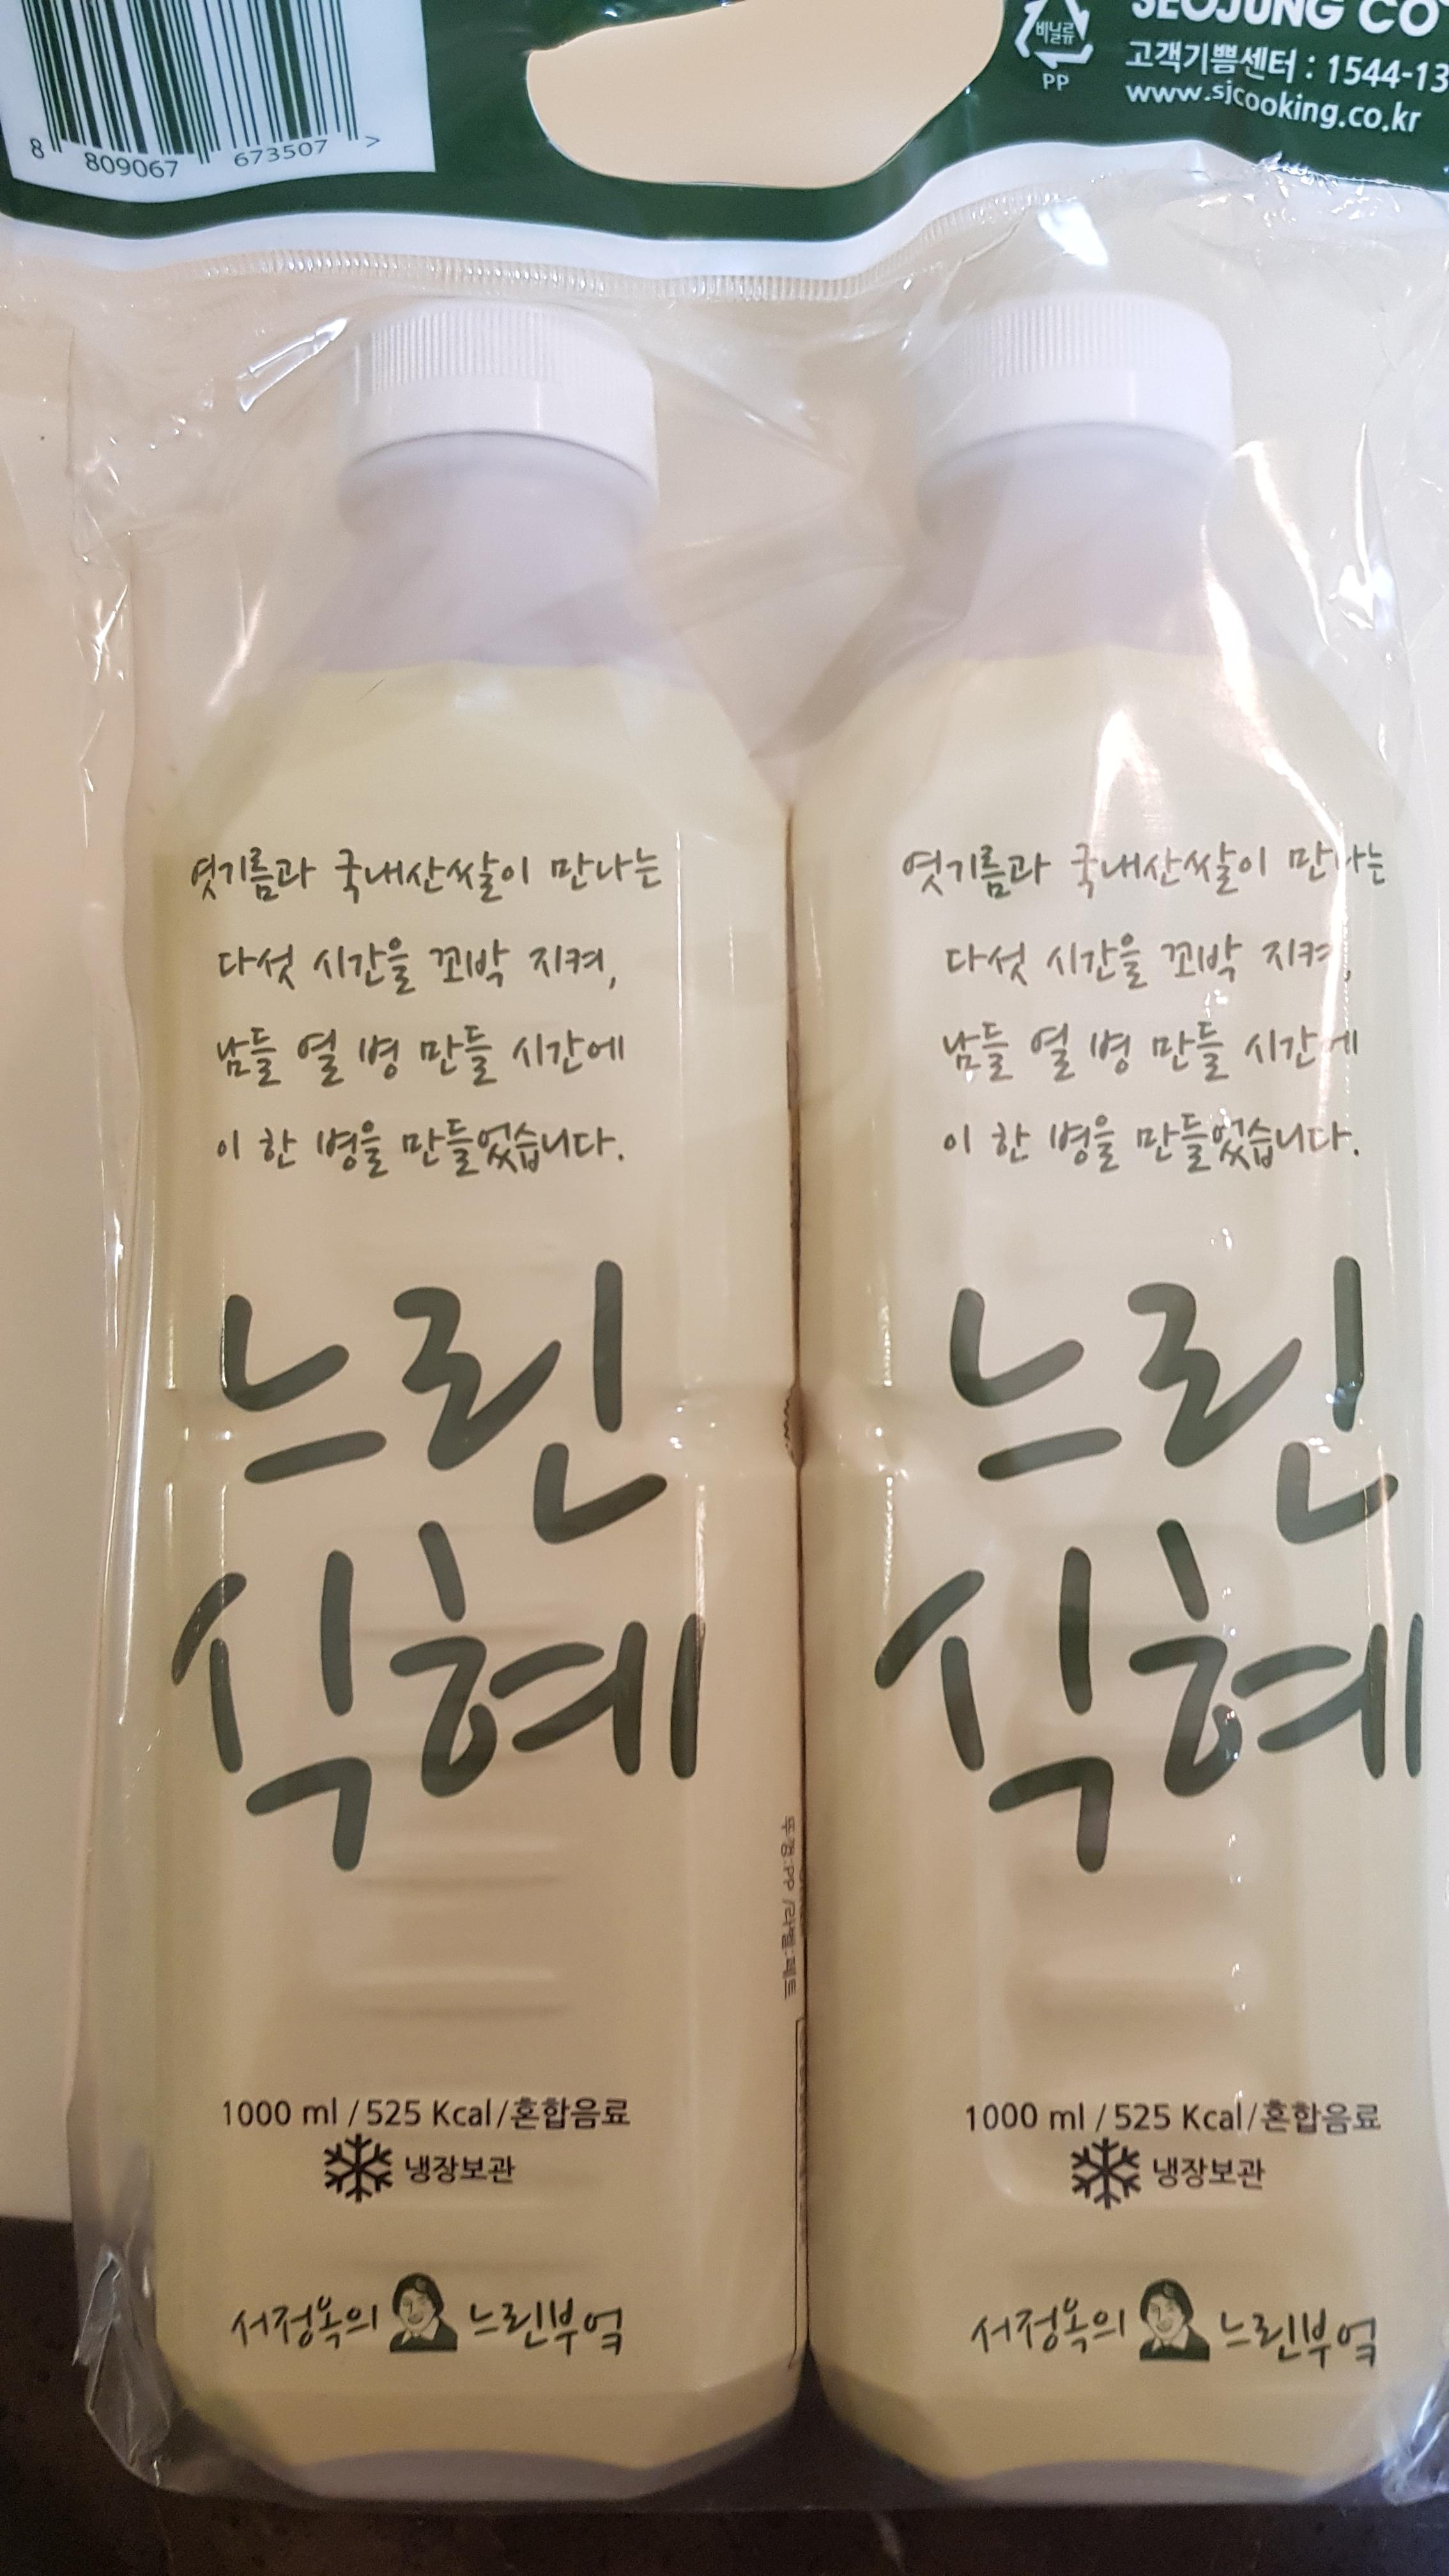 8 809067 673507 >
비닐류
PP
SEOJUNG CO
고객기쁨센터 : 1544-13
www.sjcooking.co.kr
엿기름과 국내산쌀이 만나는
다섯 시간을 꼬박 지켜,
남들 열 병 만들 시간에
이 한 병을 만들었습니다.
느린
식혜
1000 ml / 525 Kcal/혼합음료
냉장보관
서정옥의 느린부엌
뚜껑:PP /라벨:페트
엿기름과 국내산쌀이 만나는
다섯 시간을 꼬박 지켜,
남들 열 병 만들 시간에
이 한 병을 만들었습니다.
느린
식혜
1000 ml / 525 Kcal/혼합음료
냉장보관
서정옥의 느린부엌